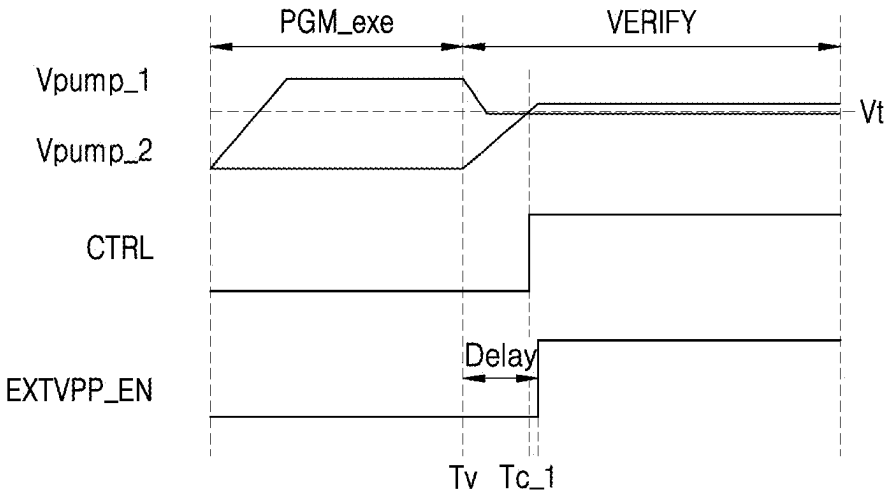 PGM_exe
VERIFY
Vpump_1
Vt
Vpump_2
CTRL
Delay
EXTVPP_EN
Tv
Tc_1